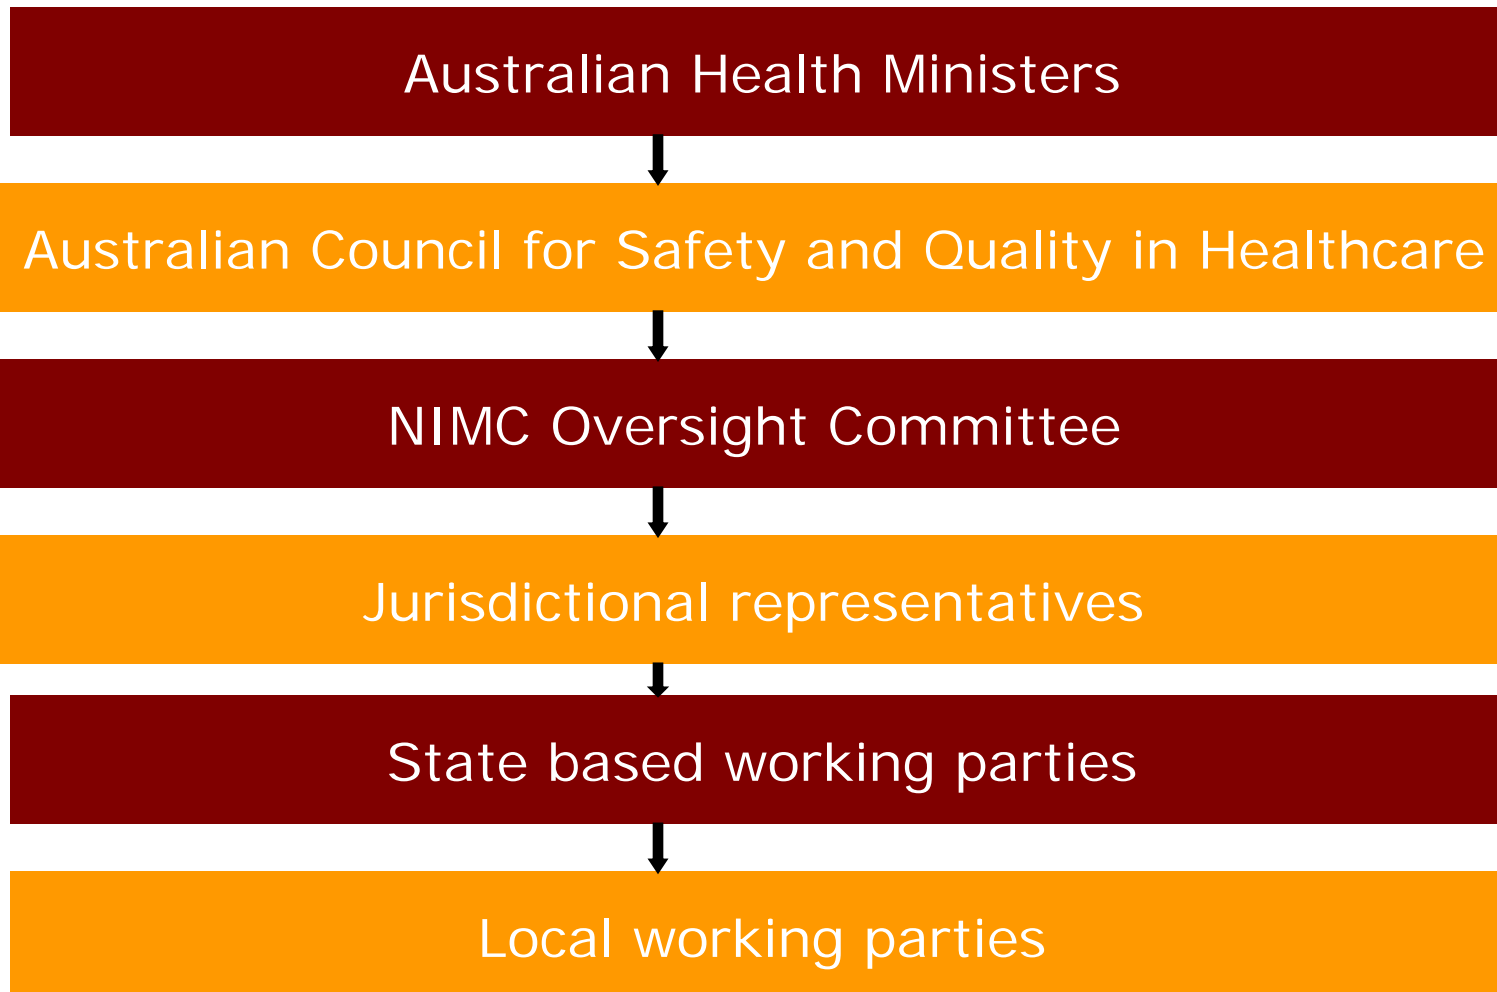 Australian Health Ministers
Australian Council for Safety and Quality in Healthcare
NIMC Oversight Committee
Jurisdictional representatives
State based working parties
Local working parties